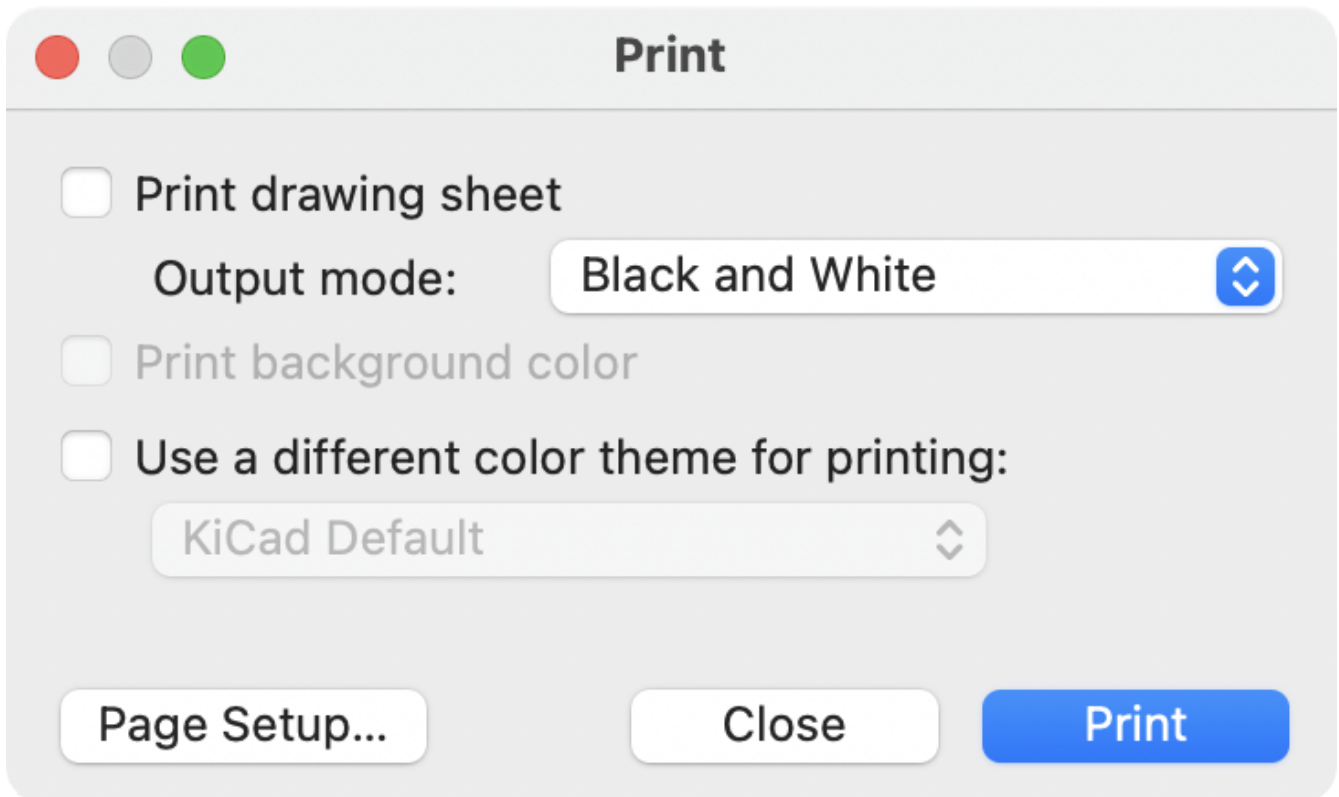 Print
Print drawing sheet
Output mode: Black and White
Print background color
Use a different color theme for printing:
KiCad Default
Page Setup... Close Print